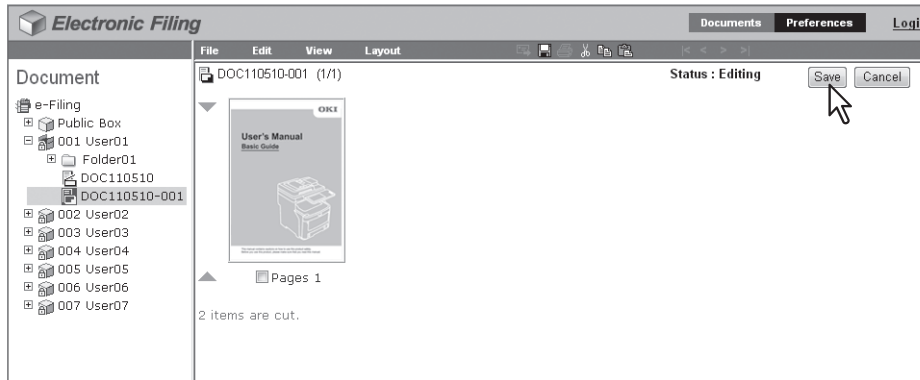 Electronic Filing
Documents Preferences Logi
File Edit View Layout
Document
e-Filing
Public Box
001 User01
Folder01
DOC110510
DOC110510-001
002 User02
003 User03
004 User04
005 User05
006 User06
007 User07
DOC110510-001 (1/1)
Status : Editing
Save Cancel
OKI
User's Manual
Basic Guide
Pages 1
2 items are cut.